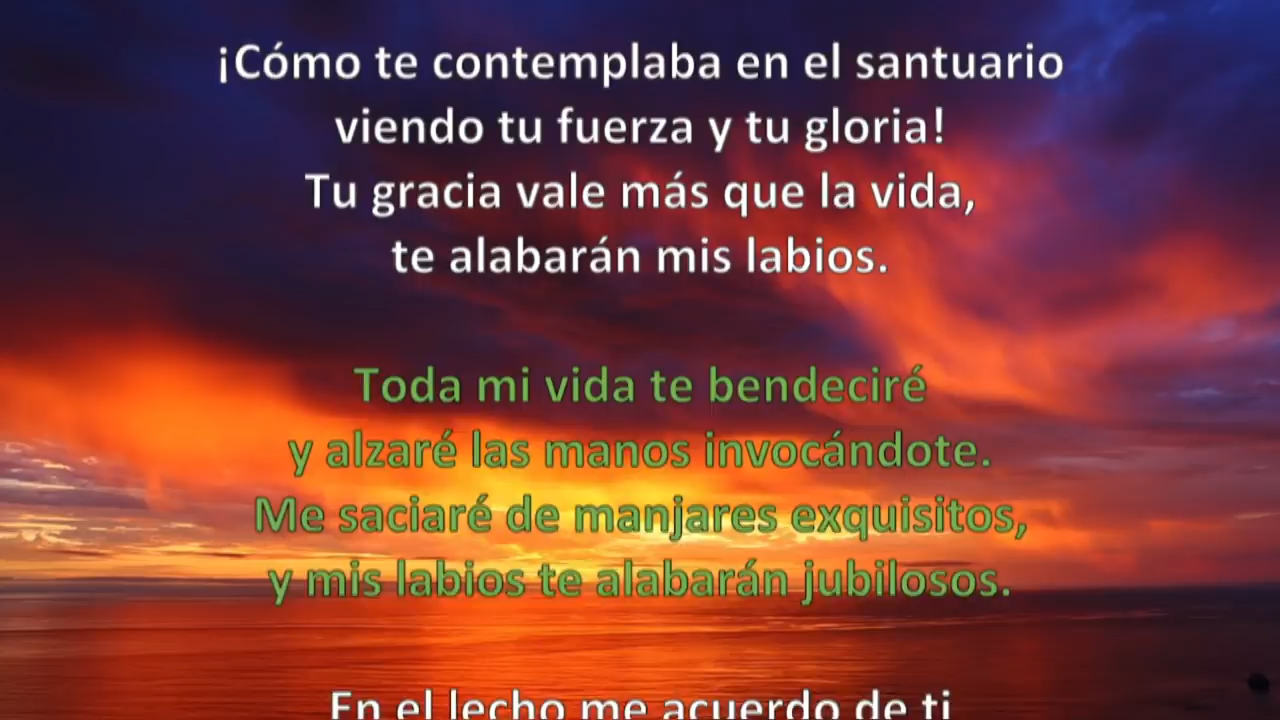 ¡Cómo te contemplaba en el santuario
viendo tu fuerza y tu gloria!
Tu gracia vale más que la vida,
te alabarán mis labios.
Toda mi vida te bendeciré
y alzaré las manos invocándote.
Me saciaré de manjares exquisitos,
y mis labios te alabarán jubilosos.
En el lecho me acuerdo de ti